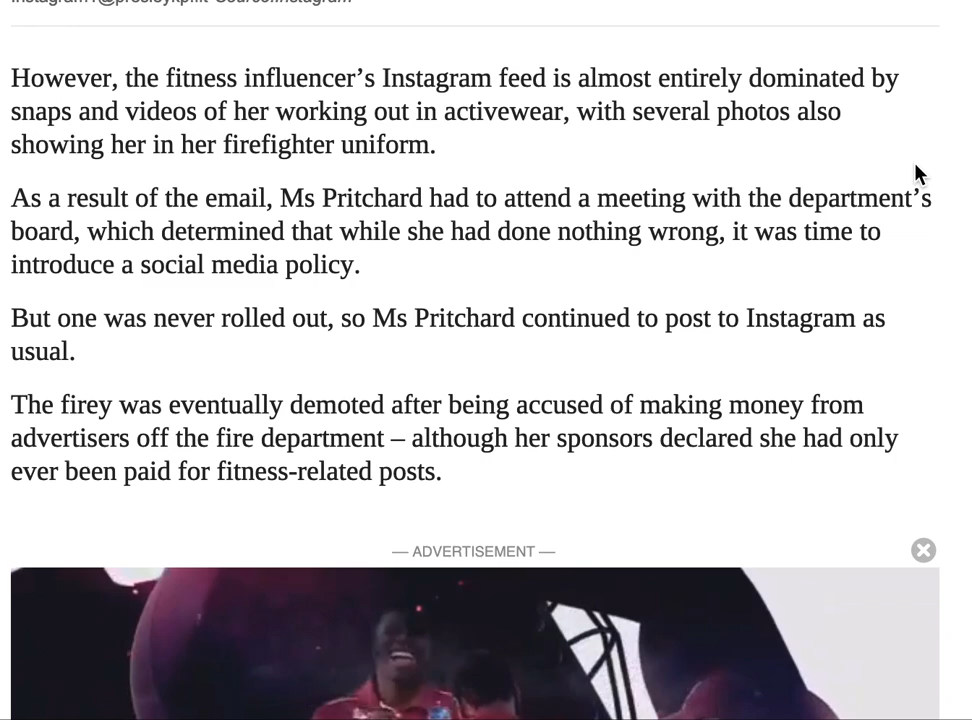 However, the fitness influencer’s Instagram feed is almost entirely dominated by
snaps and videos of her working out in activewear, with several photos also
showing her in her firefighter uniform.
As a result of the email, Ms Pritchard had to attend a meeting with the department’s
board, which determined that while she had done nothing wrong, it was time to
introduce a social media policy.
But one was never rolled out, so Ms Pritchard continued to post to Instagram as
usual.
The firey was eventually demoted after being accused of making money from
advertisers off the fire department – although her sponsors declared she had only
ever been paid for fitness-related posts.
— ADVERTISEMENT —